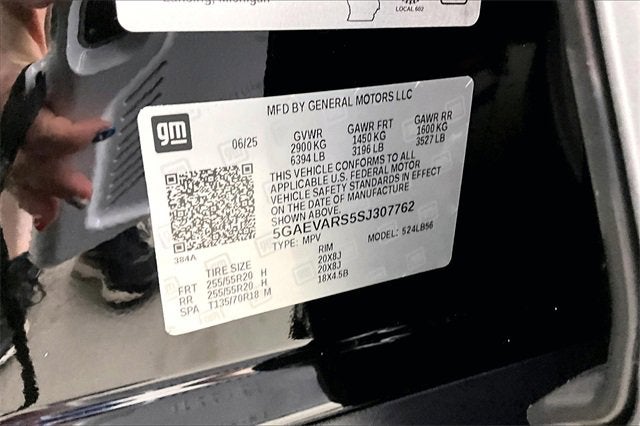 Lansing, Michigan
LOCAL 602
MFD BY GENERAL MOTORS LLC
gm
06/25
GVWR GAWR FRT GAWR RR
2900 KG 1450 KG 1600 KG
6394 LB 3196 LB 3527 LB
THIS VEHICLE CONFORMS TO ALL
APPLICABLE U.S. FEDERAL MOTOR
VEHICLE SAFETY STANDARDS IN EFFECT
ON THE DATE OF MANUFACTURE
SHOWN ABOVE.
5GAEVARS5SJ307762
TYPE: MPV MODEL: 524LB56
384A
TIRE SIZE RIM
FRT 255/55R20 H 20X8J
RR 255/55R20 H 20X8J
SPA T135/70R18 M 18X4.5B